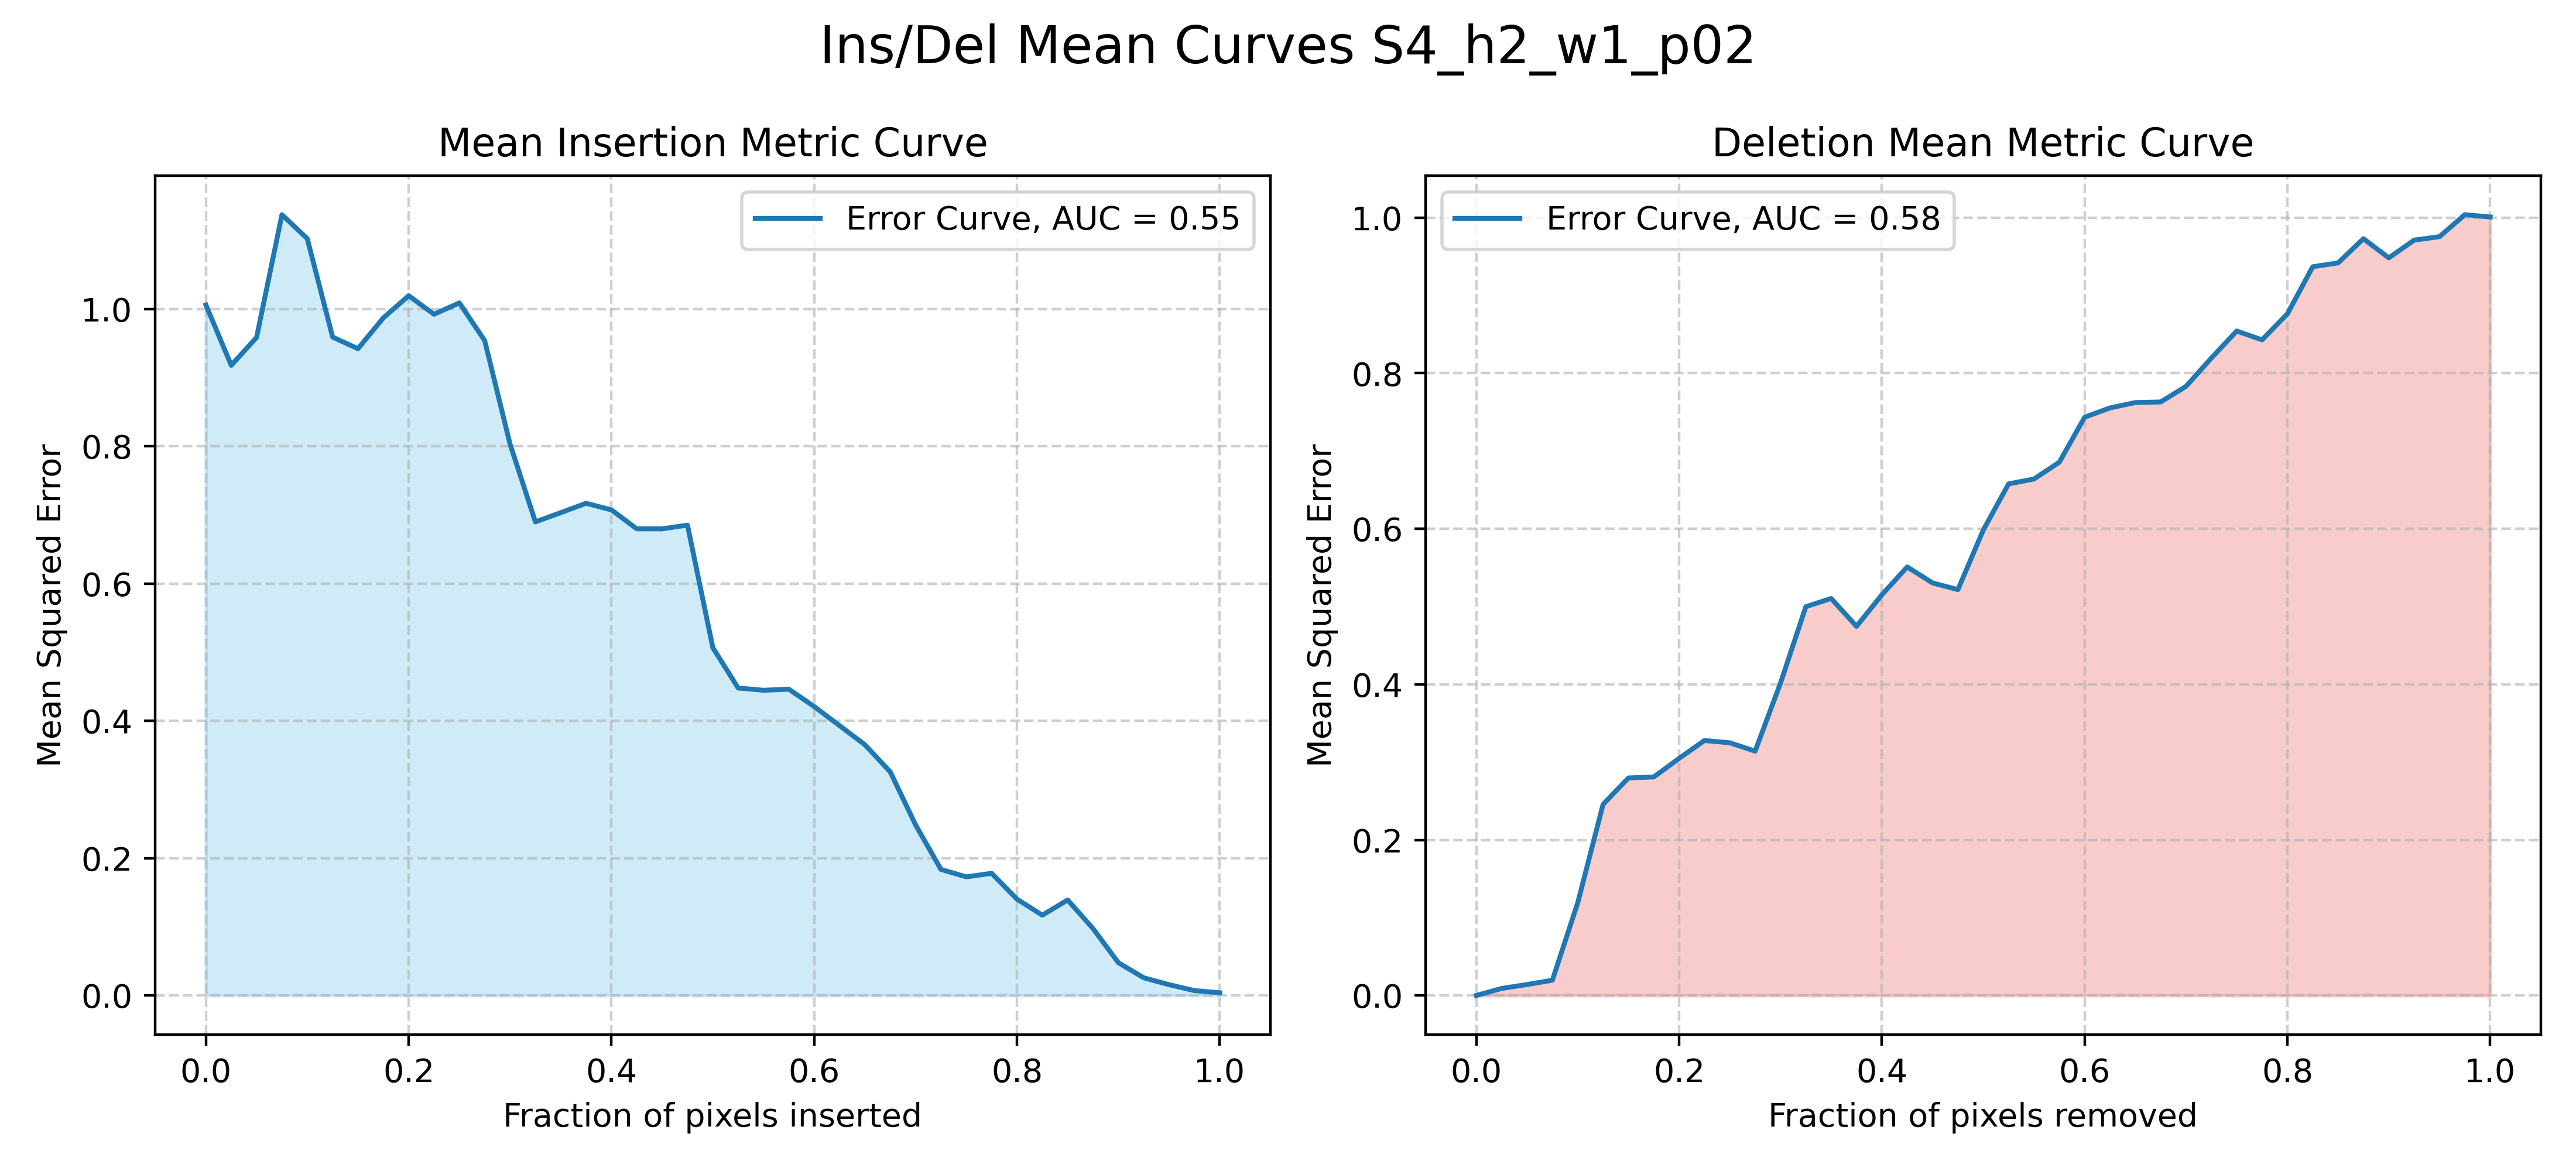 Ins/Del Mean Curves S4_h2_w1_p02
Mean Insertion Metric Curve
Error Curve, AUC = 0.55
Mean Squared Error
1.0
0.8
0.6
0.4
0.2
0.0
0.0 0.2 0.4 0.6 0.8 1.0
Fraction of pixels inserted
Deletion Mean Metric Curve
Error Curve, AUC = 0.58
Mean Squared Error
1.0
0.8
0.6
0.4
0.2
0.0
0.0 0.2 0.4 0.6 0.8 1.0
Fraction of pixels removed